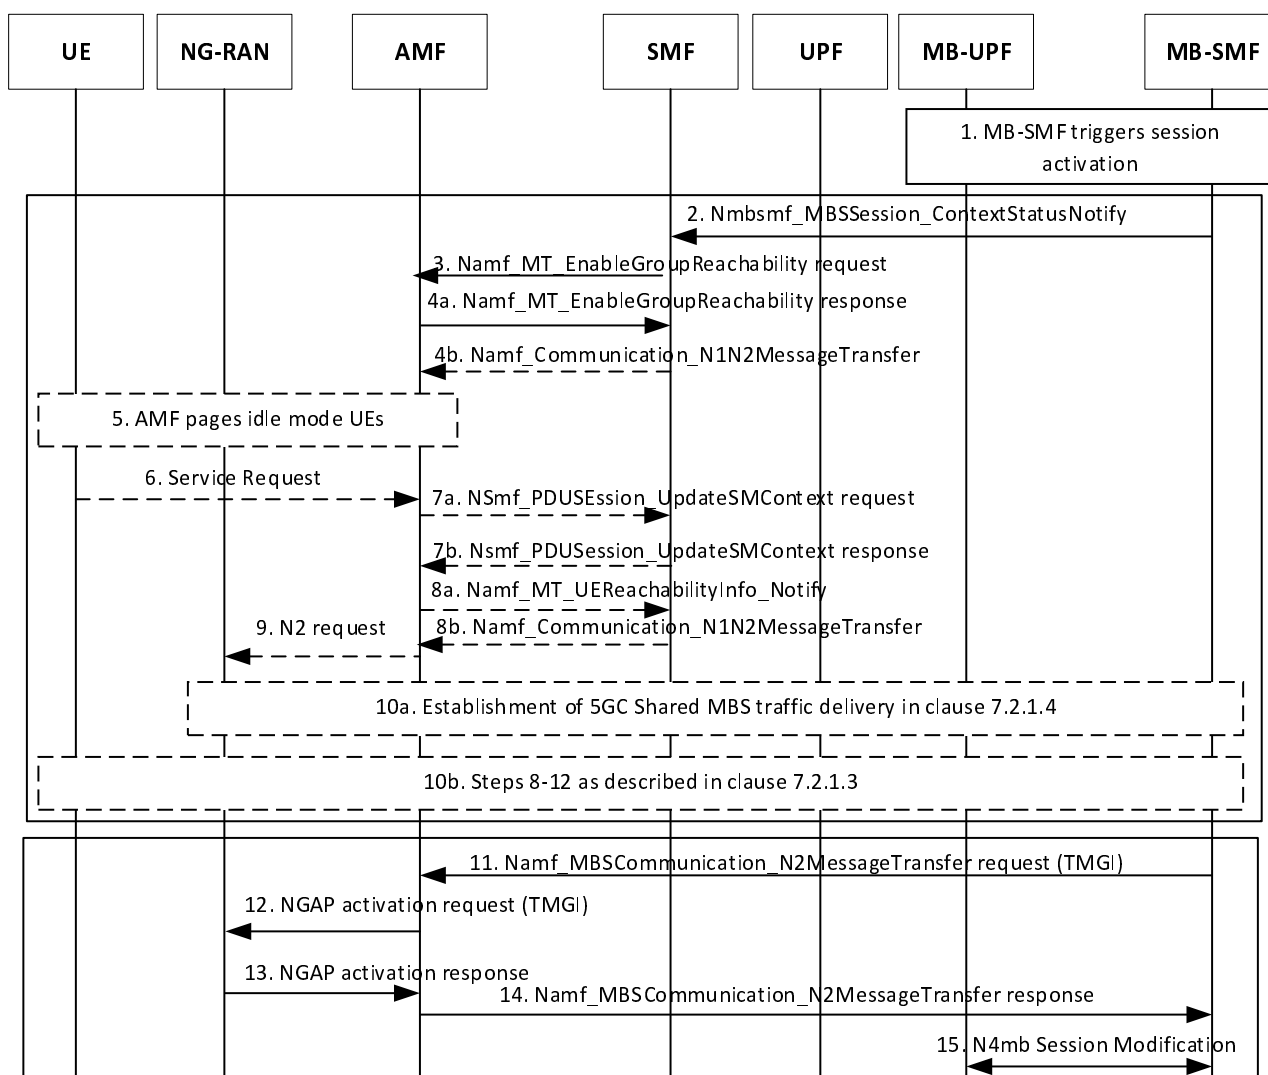 UE
NG-RAN
AMF
SMF
UPF
MB-UPF
MB-SMF
1. MB-SMF triggers session
activation
2. Nmbsmf_MBSSession_ContextStatusNotify
3. Namf_MT_EnableGroupReachability request
4a. Namf_MT_EnableGroupReachability response
4b. Namf_Communication_N1N2MessageTransfer
5. AMF pages idle mode UEs
6. Service Request
7a. NSmf_PDUSEssion_UpdateSMContext request
7b. Nsmf_PDUSession_UpdateSMContext response
8a. Namf_MT_UEReachabilityInfo_Notify
8b. Namf_Communication_N1N2MessageTransfer
9. N2 request
10a. Establishment of 5GC Shared MBS traffic delivery in clause 7.2.1.4
10b. Steps 8-12 as described in clause 7.2.1.3
11. Namf_MBSCommunication_N2MessageTransfer request (TMGI)
12. NGAP activation request (TMGI)
13. NGAP activation response
14. Namf_MBSCommunication_N2MessageTransfer response
15. N4mb Session Modification